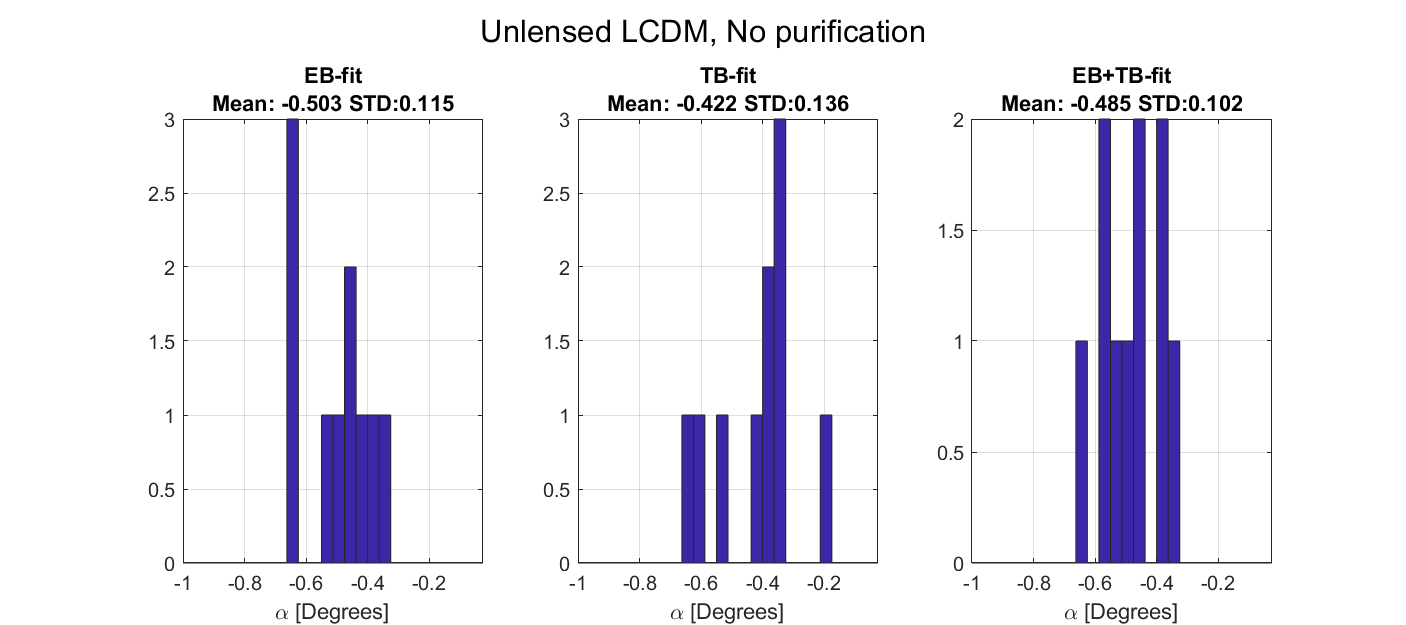 Unlensed LCDM, No purification
EB-fit
Mean: -0.503 STD:0.115
3
2.5
2
1.5
1
0.5
0
-1 -0.8 -0.6 -0.4 -0.2
α [Degrees]
TB-fit
Mean: -0.422 STD:0.136
3
2.5
2
1.5
1
0.5
0
-1 -0.8 -0.6 -0.4 -0.2
α [Degrees]
EB+TB-fit
Mean: -0.485 STD:0.102
2
1.5
1
0.5
0
-1 -0.8 -0.6 -0.4 -0.2
α [Degrees]